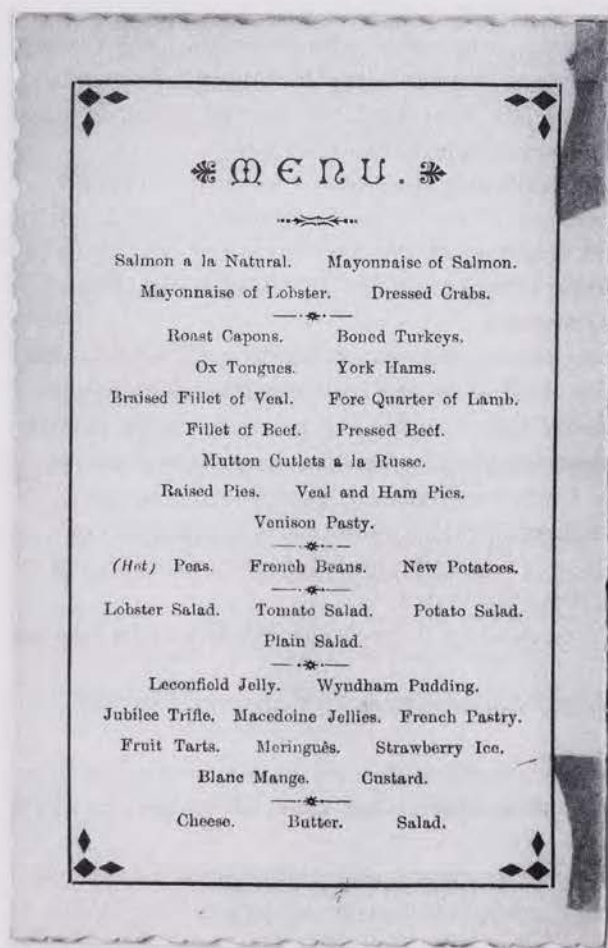 MENU.
Salmon a la Natural. Mayonnaise of Salmon.
Mayonnaise of Lobster. Dressed Crabs.
Roast Capons. Boned Turkeys.
Ox Tongues. York Hams.
Braised Fillet of Veal. Fore Quarter of Lamb.
Fillet of Beef. Pressed Beef.
Mutton Cutlets a la Russe.
Raised Pies. Veal and Ham Pies.
Venison Pasty.
(Hot) Peas. French Beans. New Potatoes.
Lobster Salad. Tomato Salad. Potato Salad.
Plain Salad.
Leconfield Jelly. Wyndham Pudding.
Jubilee Trifle. Macedoine Jellies. French Pastry.
Fruit Tarts. Meringuês. Strawberry Ice.
Blanc Mange. Custard.
Cheese. Butter. Salad.